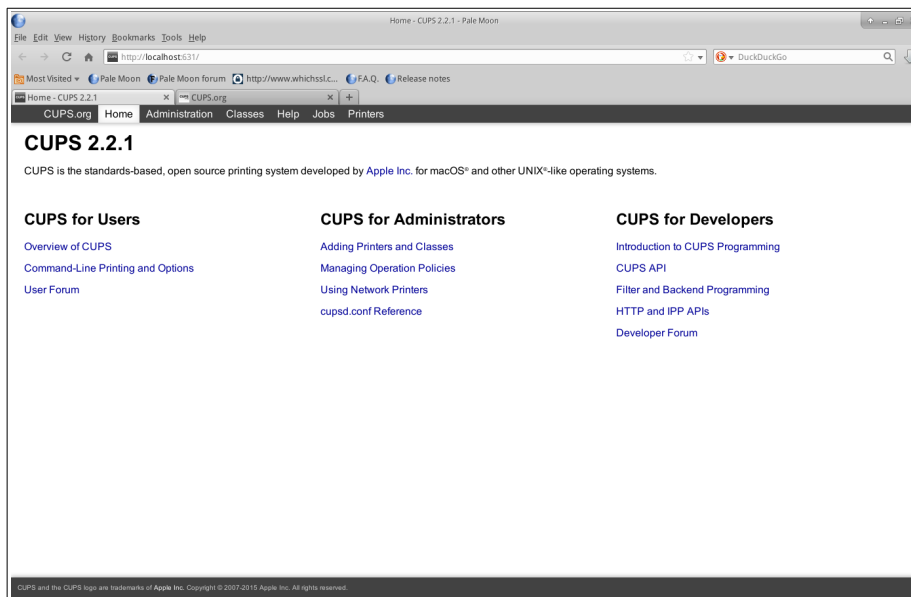 Home - CUPS 2.2.1 - Pale Moon
File Edit View History Bookmarks Tools Help
http://localhost:631/
DuckDuckGo
Most Visited Pale Moon Pale Moon forum http://www.whichssl.c... F.A.Q. Release notes
Home - CUPS 2.2.1 CUPS.org
CUPS.org Home Administration Classes Help Jobs Printers
CUPS 2.2.1
CUPS is the standards-based, open source printing system developed by Apple Inc. for macOS® and other UNIX®-like operating systems.
CUPS for Users
Overview of CUPS
Command-Line Printing and Options
User Forum
CUPS for Administrators
Adding Printers and Classes
Managing Operation Policies
Using Network Printers
cupsd.conf Reference
CUPS for Developers
Introduction to CUPS Programming
CUPS API
Filter and Backend Programming
HTTP and IPP APIs
Developer Forum
CUPS and the CUPS logo are trademarks of Apple Inc. Copyright © 2007-2015 Apple Inc. All rights reserved.